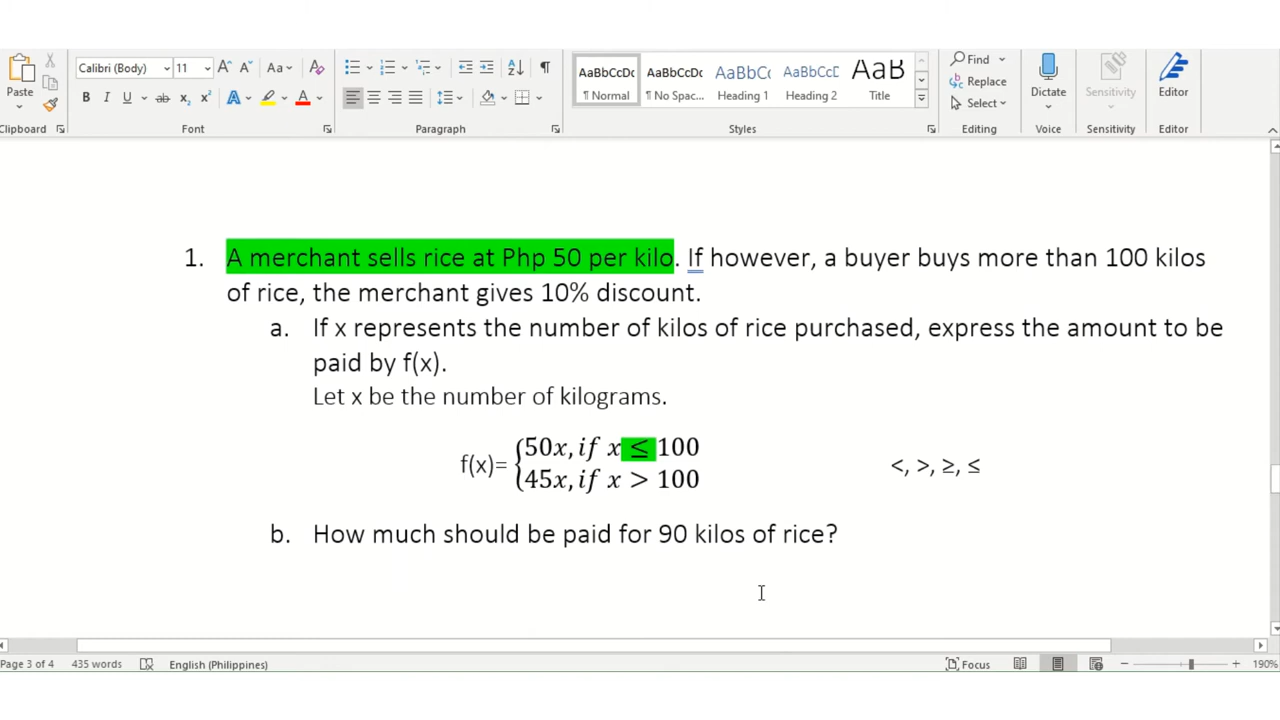 Calibri (Body) 11 Aa Find
Paste B I U ab x₂ x² A A AaBbCcDc AaBbCcDc AaBbCc AaBbCcD AaB Replace Dictate Sensitivity Editor
¶ Normal ¶ No Spac... Heading 1 Heading 2 Title Select
Clipboard Font Paragraph Styles Editing Voice Sensitivity Editor
1. A merchant sells rice at Php 50 per kilo. If however, a buyer buys more than 100 kilos
of rice, the merchant gives 10% discount.
a. If x represents the number of kilos of rice purchased, express the amount to be
paid by f(x).
Let x be the number of kilograms.
50x, if x ≤ 100
f(x)= { <, >, ≥, ≤
45x, if x > 100
b. How much should be paid for 90 kilos of rice?
Page 3 of 4 435 words English (Philippines) Focus 190%